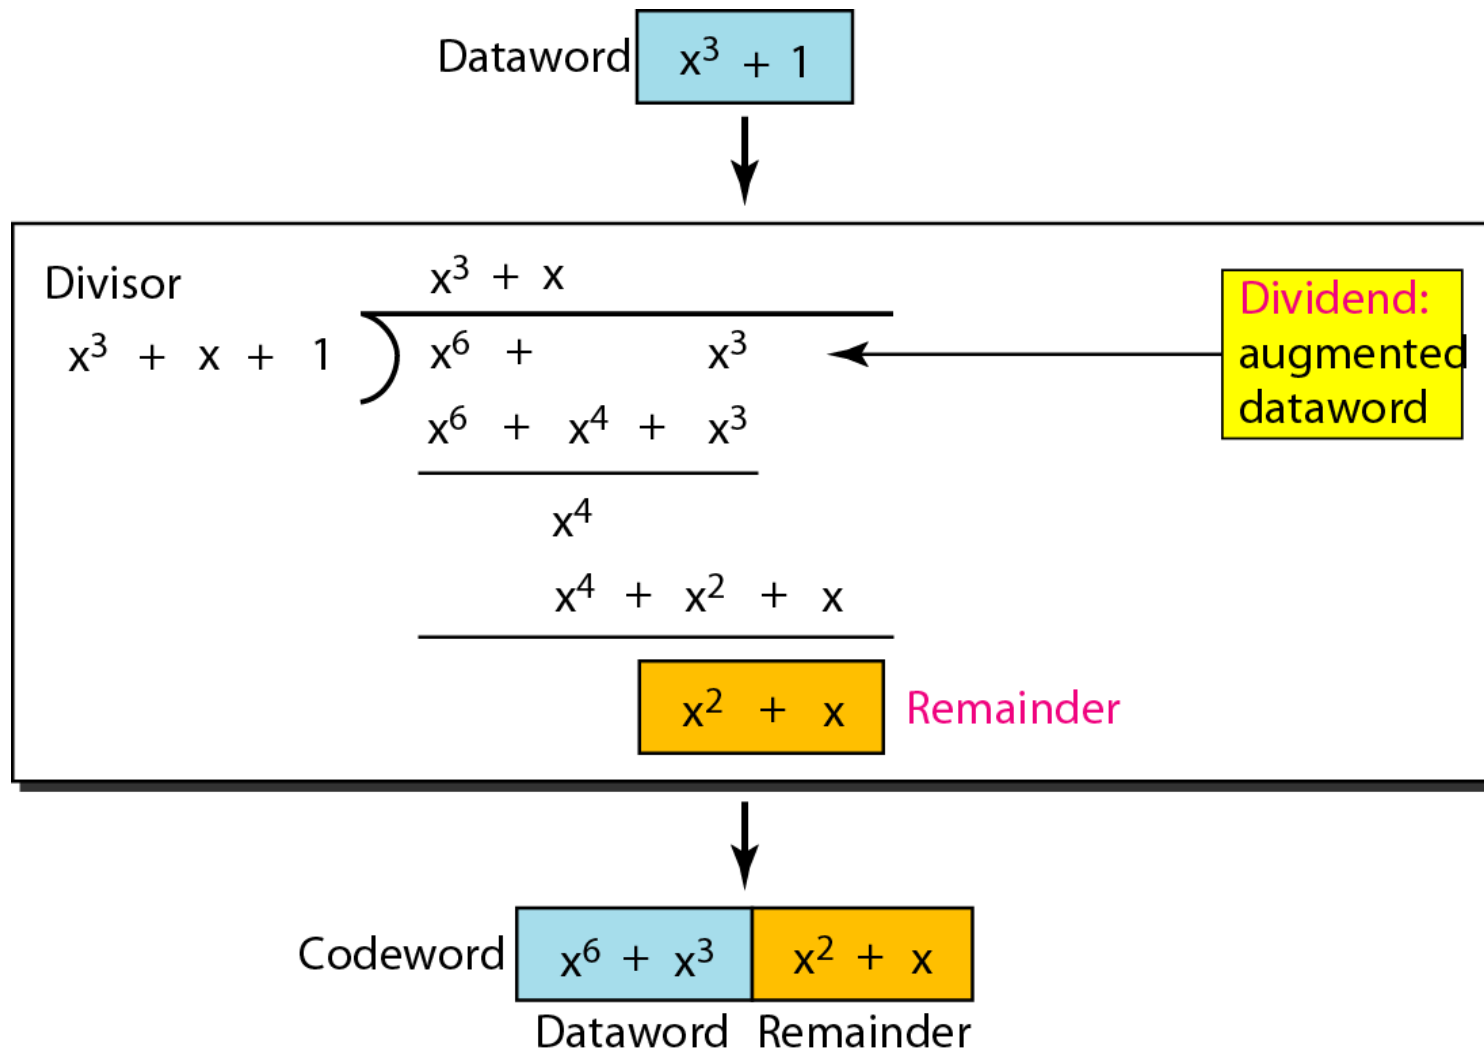 Dataword x³ + 1
Divisor
x³ + x
x³ + x + 1
x⁶ + x³
Dividend:
augmented
dataword
x⁶ + x⁴ + x³
x⁴
x⁴ + x² + x
x² + x Remainder
Codeword x⁶ + x³ x² + x
Dataword Remainder